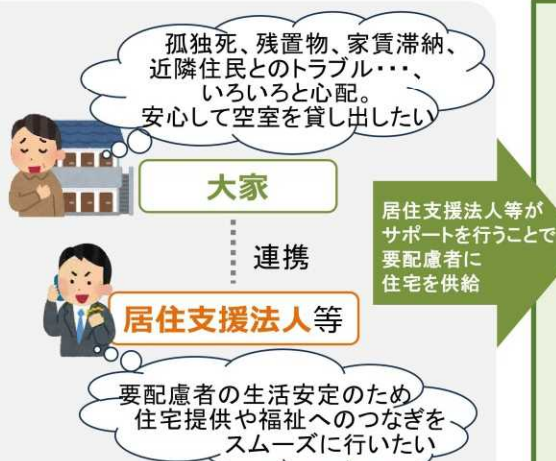 孤独死、残置物、家賃滞納、
近隣住民とのトラブル・・・、
いろいろと心配。
安心して空室を貸し出したい
大家
連携
居住支援法人等
要配慮者の生活安定のため
住宅提供や福祉へのつなぎを
スムーズに行いたい
居住支援法人等が
サポートを行うことで
要配慮者に
住宅を供給